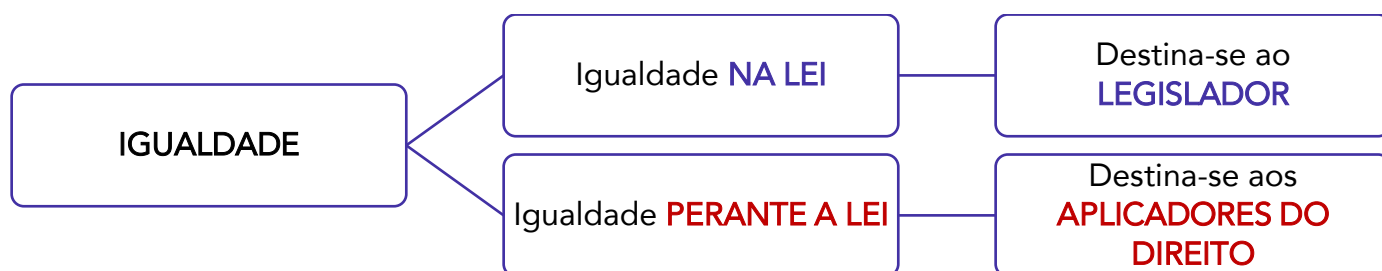 IGUALDADE
Igualdade NA LEI
Destina-se ao
LEGISLADOR
Igualdade PERANTE A LEI
Destina-se aos
APLICADORES DO
DIREITO